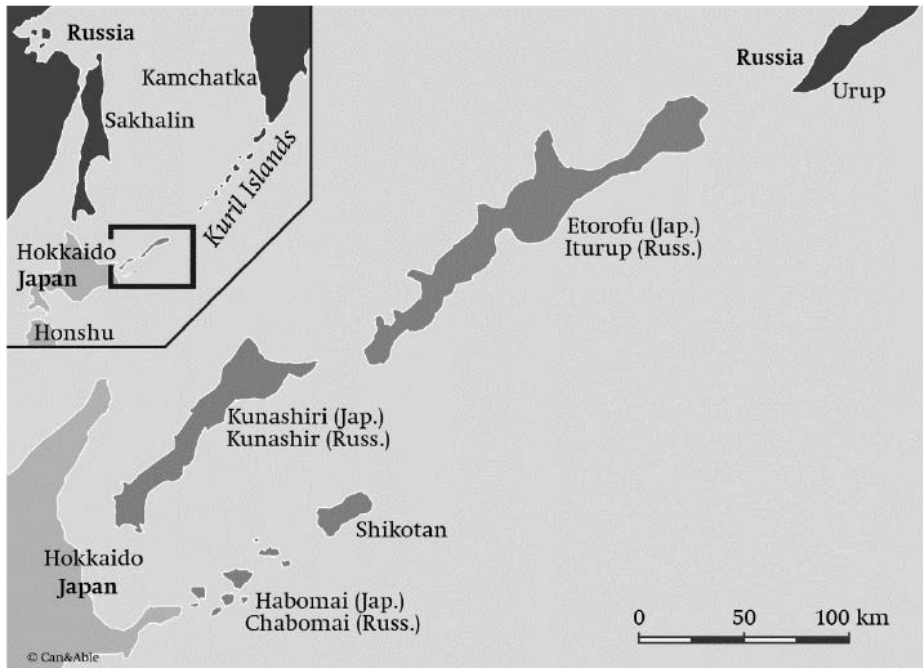 Russia
Kamchatka
Sakhalin
Kuril Islands
Hokkaido
Japan
Honshu
Russia
Urup
Etorofu (Jap.)
Iturup (Russ.)
Kunashiri (Jap.)
Kunashir (Russ.)
Shikotan
Hokkaido
Japan
Habomai (Jap.)
Chabomai (Russ.)
0 50 100 km
© Can&Able